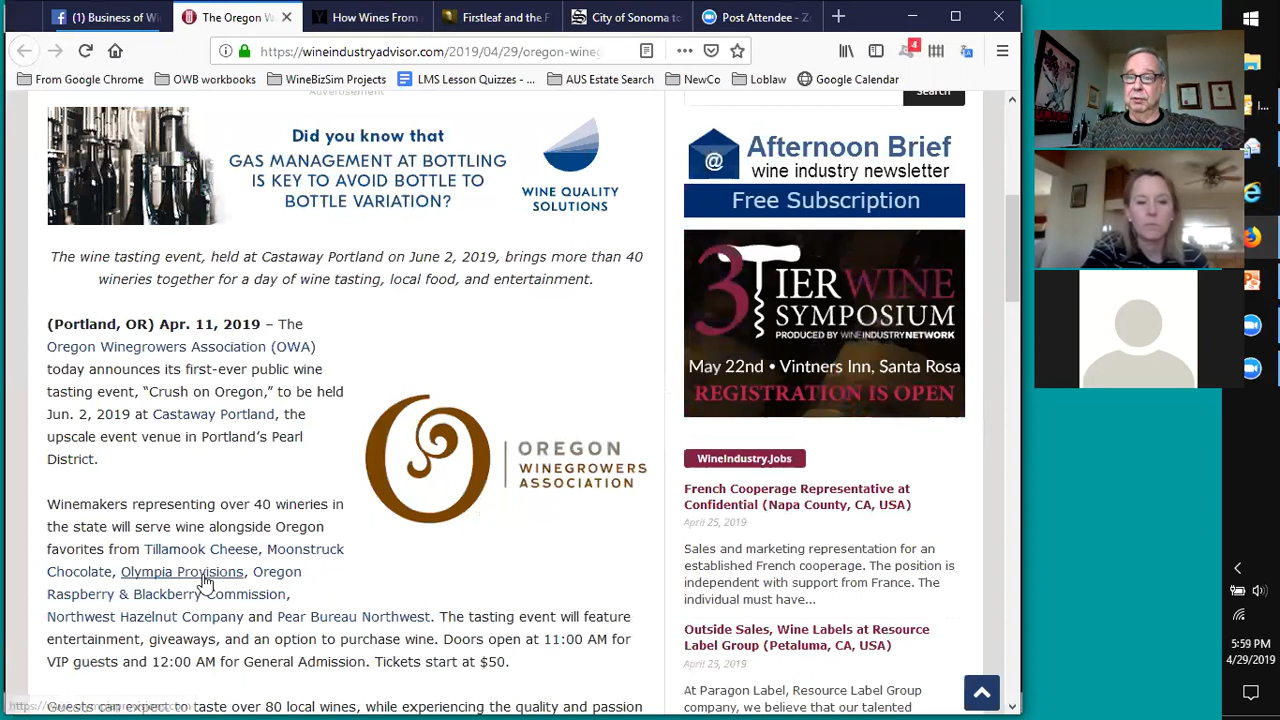 (1) Business of Wi
The Oregon W
How Wines From
Firstleaf and the F
City of Sonoma to
Post Attendee - Z
https://wineindustryadvisor.com/2019/04/29/oregon-wineg
4
From Google Chrome
OWB workbooks
WineBizSim Projects
LMS Lesson Quizzes -
AUS Estate Search
NewCo
Loblaw
Google Calendar
Advertisement
Search
Did you know that
GAS MANAGEMENT AT BOTTLING
IS KEY TO AVOID BOTTLE TO
BOTTLE VARIATION?
WINE QUALITY
SOLUTIONS
The wine tasting event, held at Castaway Portland on June 2, 2019, brings more than 40
wineries together for a day of wine tasting, local food, and entertainment.
(Portland, OR) Apr. 11, 2019 – The
Oregon Winegrowers Association (OWA)
today announces its first-ever public wine
tasting event, “Crush on Oregon,” to be held
Jun. 2, 2019 at Castaway Portland, the
upscale event venue in Portland’s Pearl
District.
OREGON
WINEGROWERS
ASSOCIATION
Winemakers representing over 40 wineries in
the state will serve wine alongside Oregon
favorites from Tillamook Cheese, Moonstruck
Chocolate, Olympia Provisions, Oregon
Raspberry & Blackberry Commission,
Northwest Hazelnut Company and Pear Bureau Northwest. The tasting event will feature
entertainment, giveaways, and an option to purchase wine. Doors open at 11:00 AM for
VIP guests and 12:00 AM for General Admission. Tickets start at $50.
Guests can expect to taste over 80 local wines, while experiencing the quality and passion
Afternoon Brief
wine industry newsletter
Free Subscription
3TIERWINE
SYMPOSIUM
PRODUCED BY WINEINDUSTRYNETWORK
May 22nd • Vintners Inn, Santa Rosa
REGISTRATION IS OPEN
WineIndustry.Jobs
French Cooperage Representative at
Confidential (Napa County, CA, USA)
April 25, 2019
Sales and marketing representation for an
established French cooperage. The position is
independent with support from France. The
individual must have...
Outside Sales, Wine Labels at Resource
Label Group (Petaluma, CA, USA)
April 25, 2019
At Paragon Label, Resource Label Group
company, we believe that our talented
5:59 PM
4/29/2019